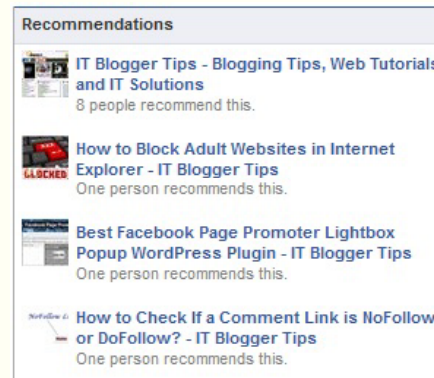 Recommendations
IT Blogger Tips - Blogging Tips, Web Tutorials
and IT Solutions
8 people recommend this.
How to Block Adult Websites in Internet
Explorer - IT Blogger Tips
One person recommends this.
BLOCKED
Best Facebook Page Promoter Lightbox
Popup WordPress Plugin - IT Blogger Tips
One person recommends this.
How to Check If a Comment Link is NoFollow
or DoFollow? - IT Blogger Tips
One person recommends this.